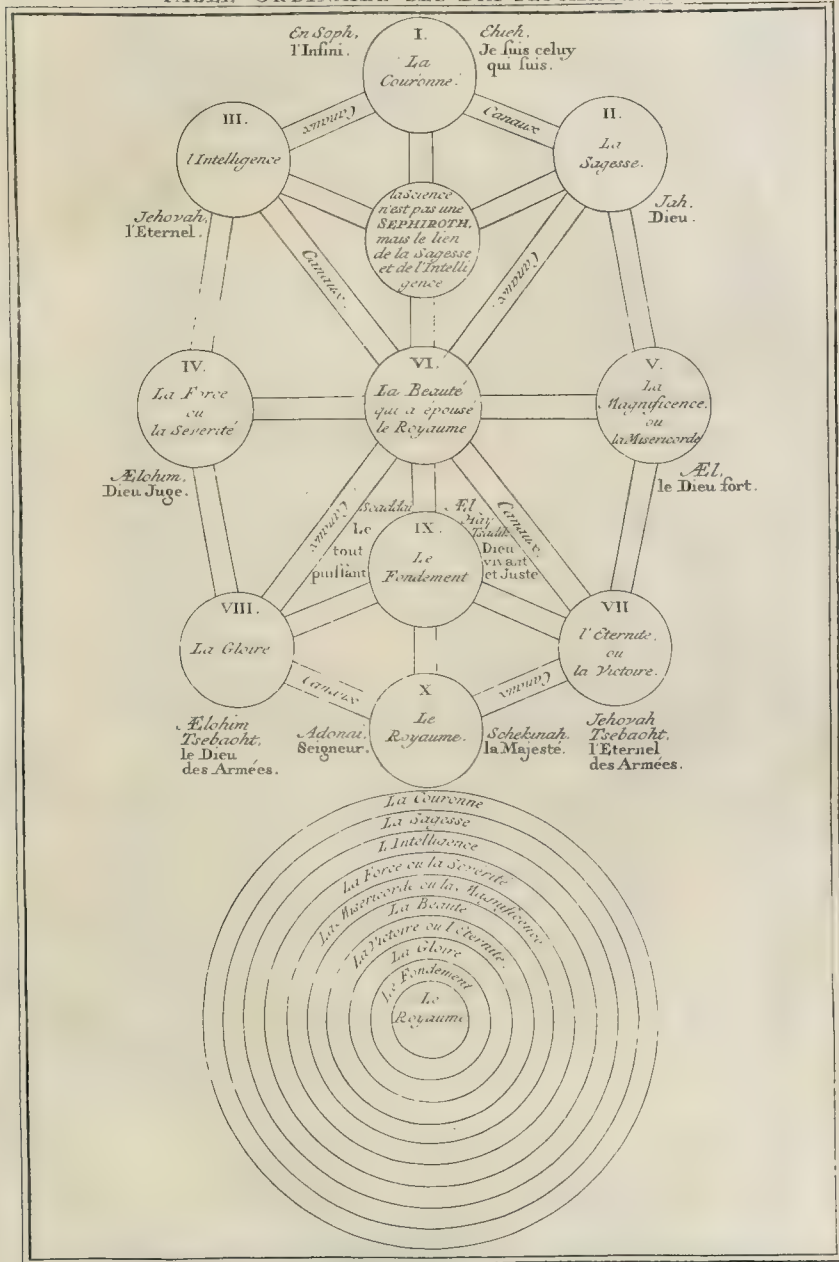 En Soph.
l'Infini.
I.
La
Couronne.
Ehieh.
Je suis celuy
qui suis.
Canaux
Canaux
III.
l'Intelligence
II.
La
Sagesse.
Jehovah,
l'Eternel.
la Science
n'est pas une
SEPHIROTH,
mais le lien
de la Sagesse
et de l'Intelli
gence
Jah.
Dieu.
Canaux.
Canaux.
IV.
La Force
ou
la Severité
VI.
La Beauté
qui a épousé
le Royaume
V.
La
Magnificence.
ou
la Misericorde
Ælohim.
Dieu Juge.
Æl.
le Dieu fort.
Canaux
Canaux.
Scaddai
Le
tout
puissant
IX.
Le
Fondement
Æl
Hay
Tsadik.
Dieu
vivant
et Juste
VIII.
La Gloire
VII
l'Eternite.
ou
la Victoire.
Canaux
Canaux
X
Le
Royaume.
Ælohim
Tsebaoht,
le Dieu
des Armées.
Adonai.
Seigneur.
Schekinah.
la Majesté.
Jehovah
Tsebaoht,
l'Eternel
des Armées.
La Couronne
La Sagesse
L'Intelligence
La Force ou la Séverité
La Misericorde ou la Magnificence
La Beauté
La Victoire ou l'Eternité.
La Gloire
Le Fondement
Le
Royaume